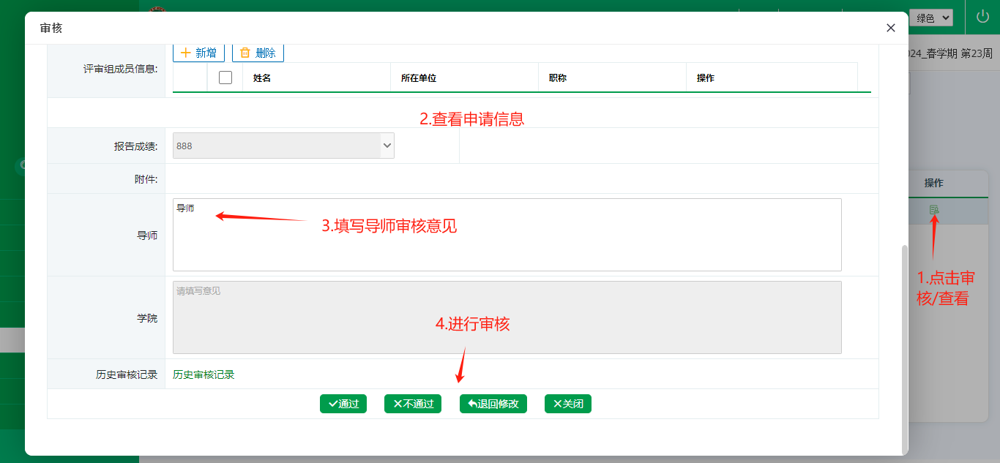 绿色
审核
024_春学期 第23周
新增
删除
评审组成员信息:
姓名
所在单位
职称
操作
2.查看申请信息
报告成绩:
888
操作
附件:
导师
导师
3.填写导师审核意见
1.点击审
核/查看
请填写意见
学院
4.进行审核
历史审核记录
历史审核记录
通过
不通过
退回修改
关闭